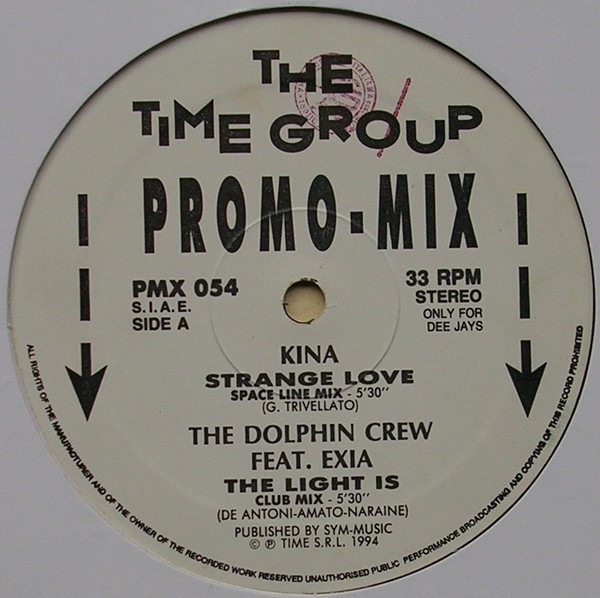 THE
TIME GROUP
PROMO-MIX
PMX 054
S.I.A.E.
SIDE A
33 RPM
STEREO
ONLY FOR
DEE JAYS
KINA
STRANGE LOVE
SPACE LINE MIX - 5'30''
(G. TRIVELLATO)
THE DOLPHIN CREW
FEAT. EXIA
THE LIGHT IS
CLUB MIX - 5'30''
(DE ANTONI-AMATO-NARAINE)
PUBLISHED BY SYM-MUSIC
© ℗ TIME S.R.L. 1994
ALL RIGHTS OF THE MANUFACTURER AND OF THE OWNER OF THE RECORDED WORK RESERVED UNAUTHORISED PUBLIC PERFORMANCE BROADCASTING AND COPYING OF THIS RECORD PROHIBITED